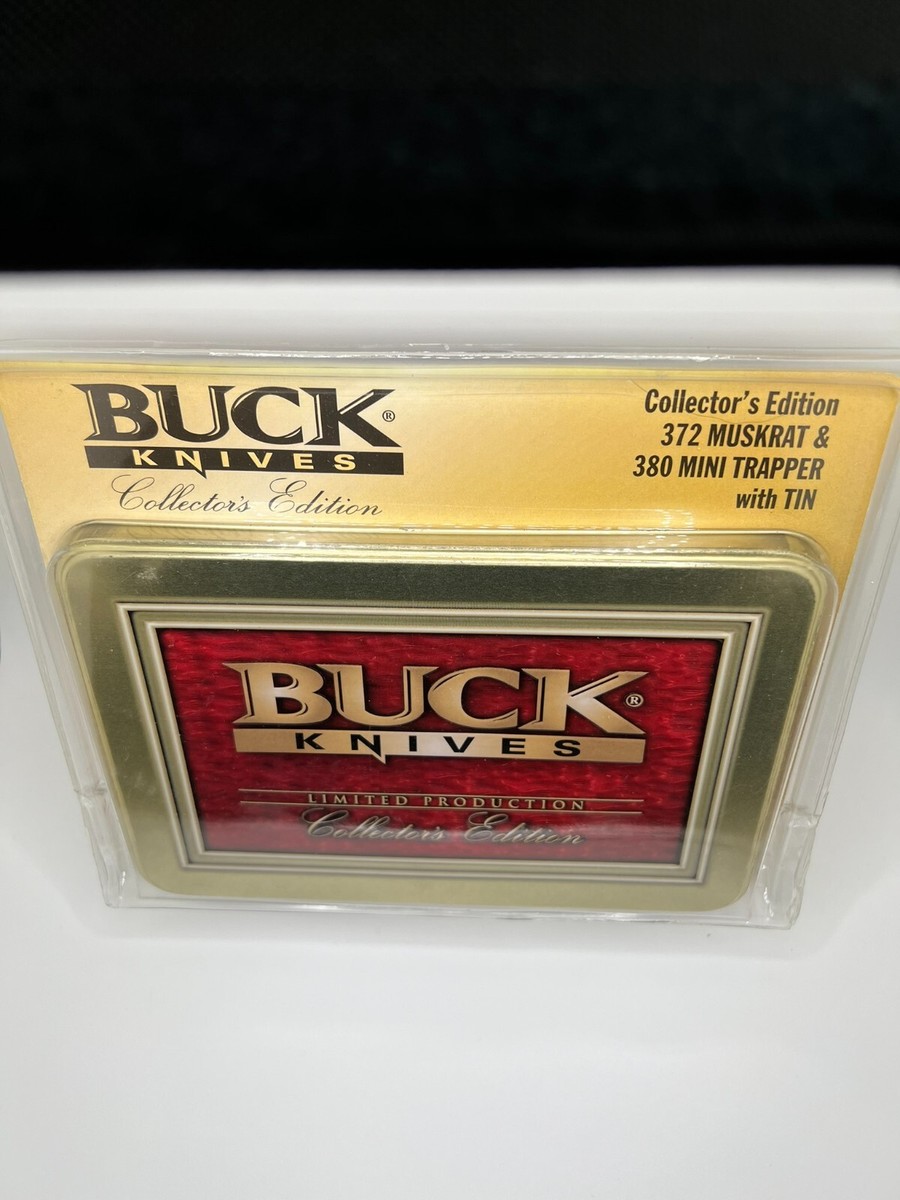 BUCK®
KNIVES
Collector's Edition
Collector's Edition
372 MUSKRAT &
380 MINI TRAPPER
with TIN
BUCK®
KNIVES
LIMITED PRODUCTION
Collector's Edition